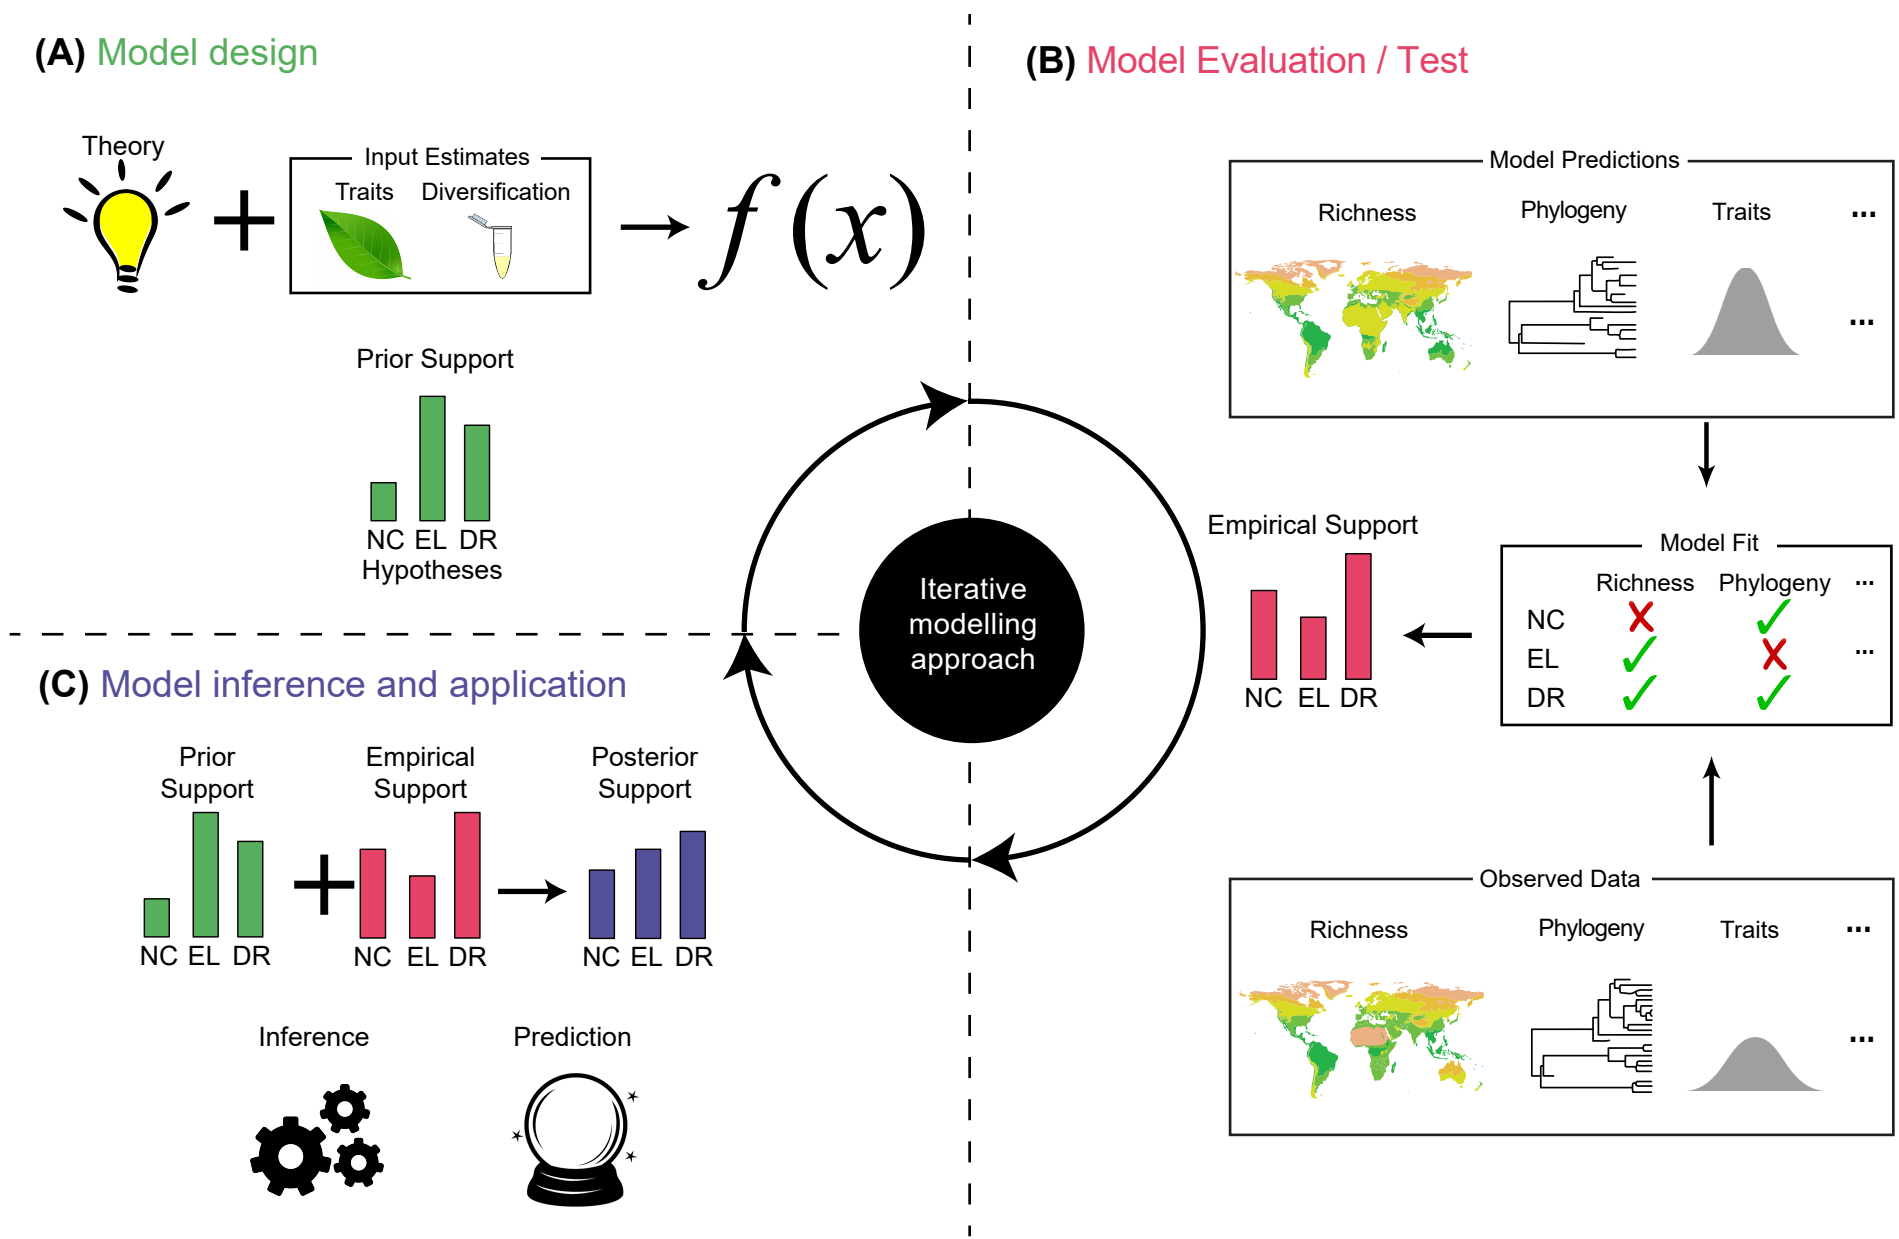 (A) Model design
Theory
Input Estimates
Traits Diversification
f (x)
Prior Support
NC EL DR
Hypotheses
(B) Model Evaluation / Test
Model Predictions
Richness Phylogeny Traits ...
...
Empirical Support
NC EL DR
Model Fit
Richness Phylogeny ...
NC
EL ...
DR
Observed Data
Richness Phylogeny Traits ...
...
Iterative
modelling
approach
(C) Model inference and application
Prior
Support
NC EL DR
Empirical
Support
NC EL DR
Posterior
Support
NC EL DR
Inference
Prediction